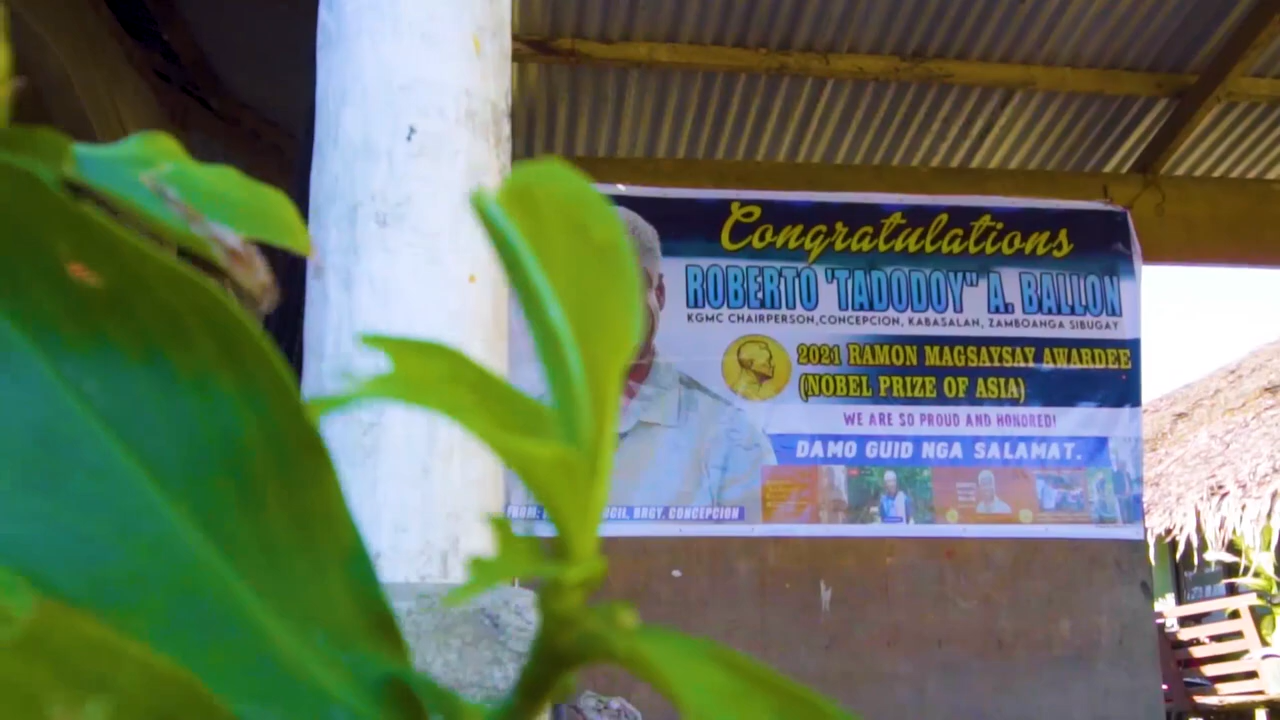 Congratulations
ROBERTO 'TADODOY" A. BALLON
KGMC CHAIRPERSON,CONCEPCION, KABASALAN, ZAMBOANGA SIBUGAY
2021 RAMON MAGSAYSAY AWARDEE
(NOBEL PRIZE OF ASIA)
WE ARE SO PROUD AND HONORED!
DAMO GUID NGA SALAMAT.
FROM: BRGY. CONCEPCION